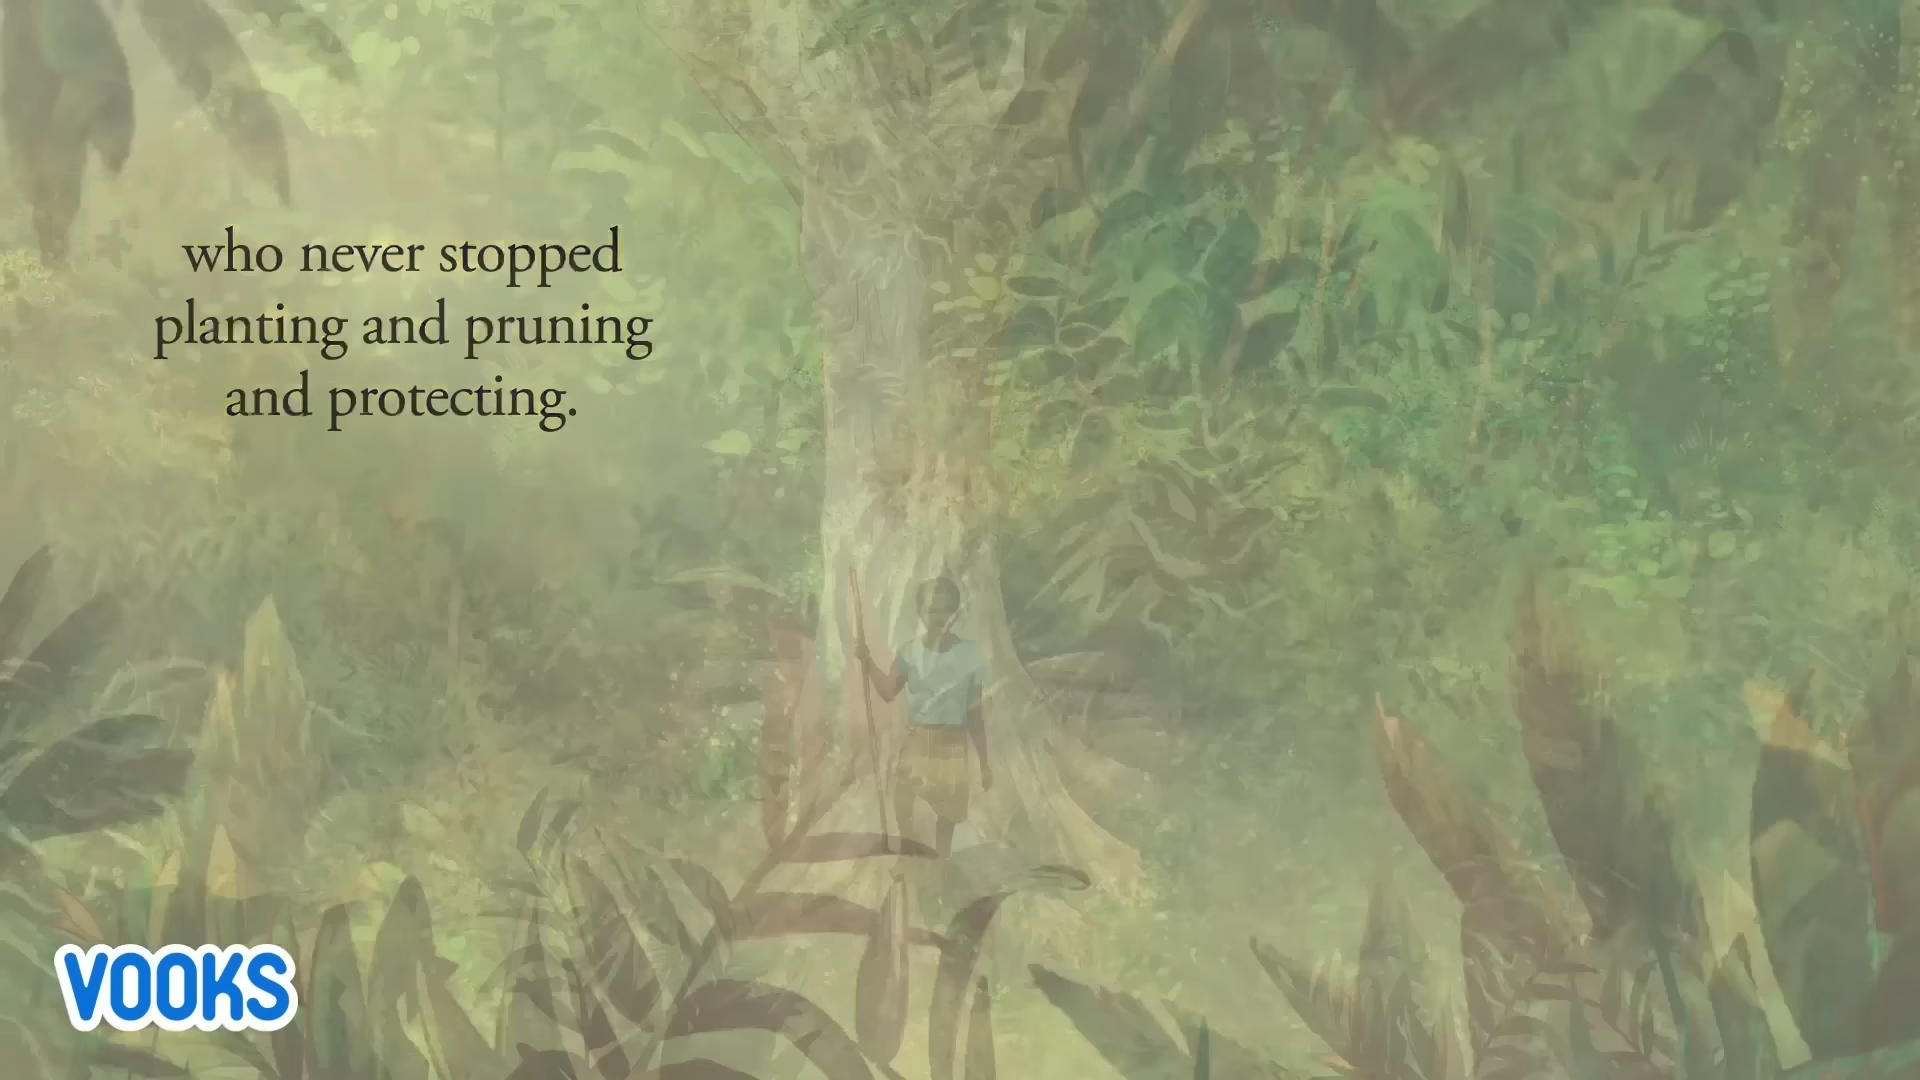 who never stopped
planting and pruning
and protecting.
VOOKS